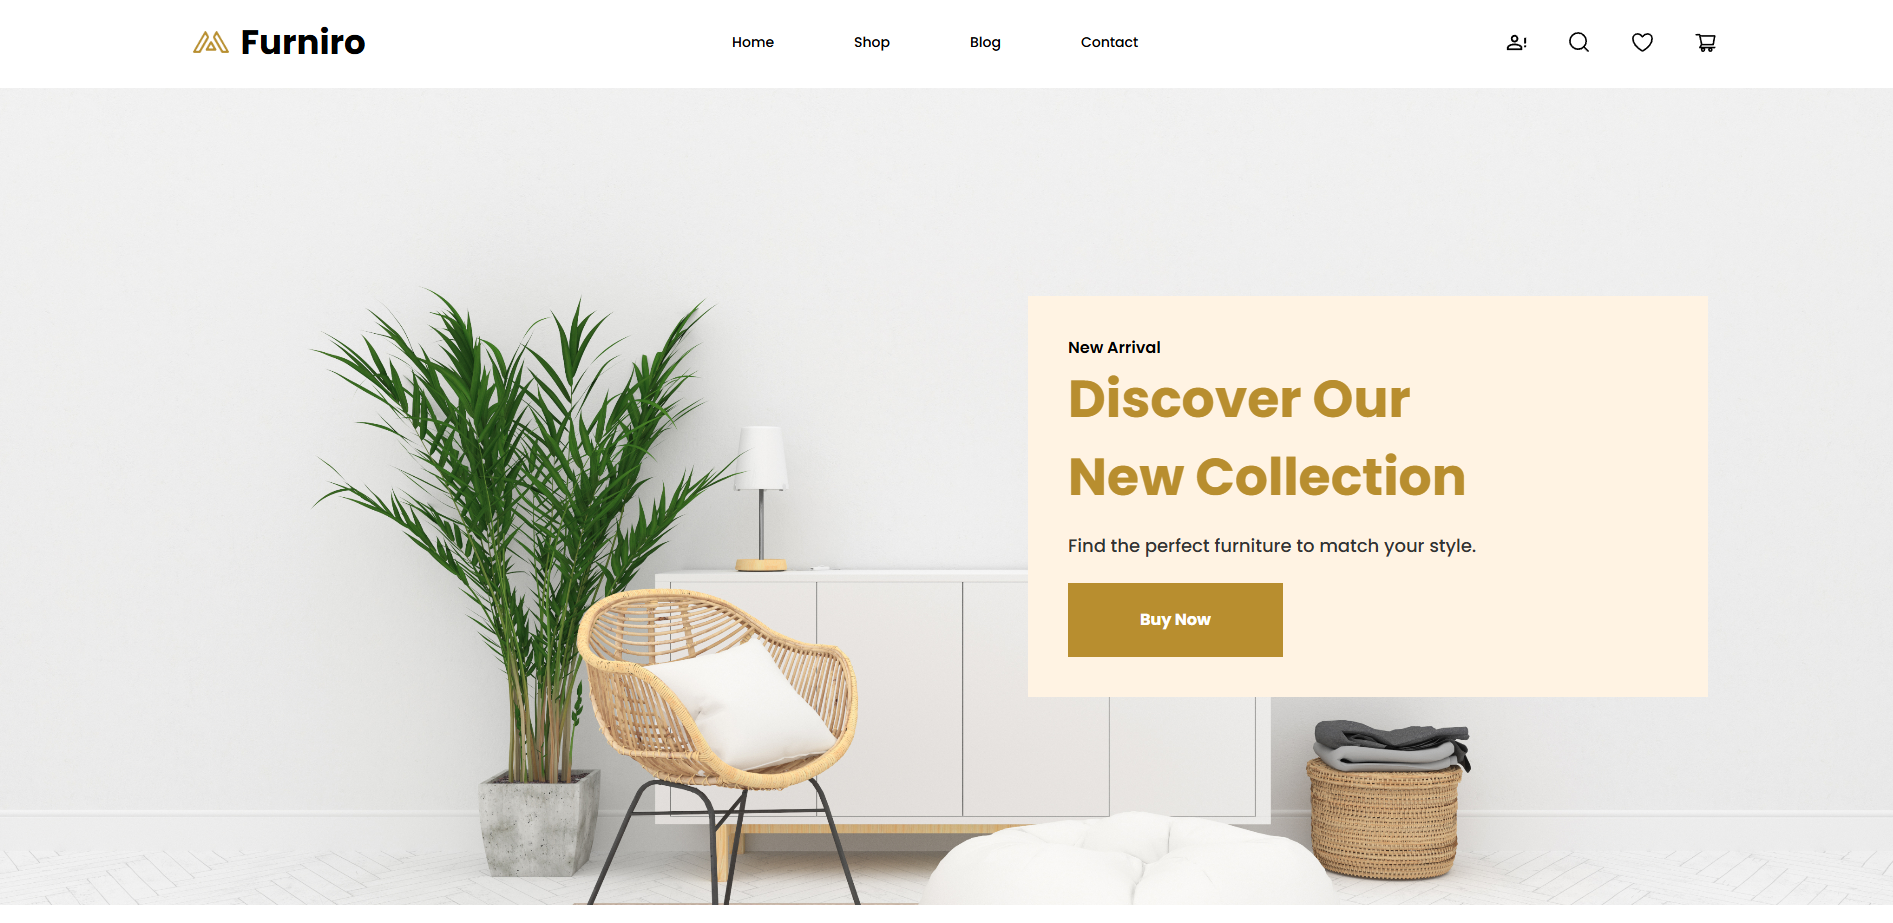 Furniro
Home Shop Blog Contact
New Arrival
Discover Our
New Collection
Find the perfect furniture to match your style.
Buy Now